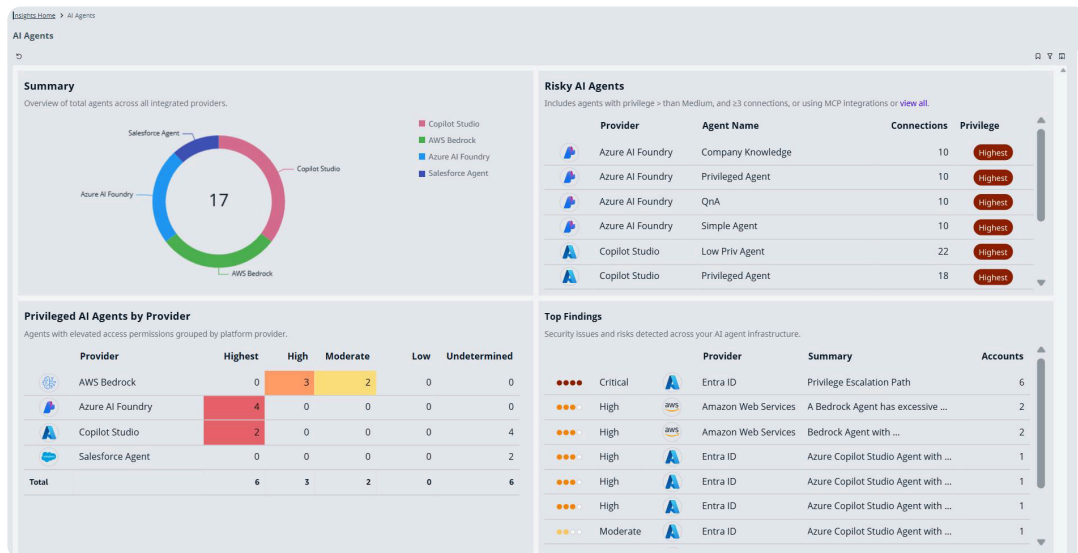 Insights Home > AI Agents
AI Agents
Summary
Overview of total agents across all integrated providers.
Salesforce Agent
Copilot Studio
Azure AI Foundry
17
AWS Bedrock
Copilot Studio
AWS Bedrock
Azure AI Foundry
Salesforce Agent
Risky AI Agents
Includes agents with privilege > than Medium, and ≥3 connections, or using MCP integrations or view all.
Provider Agent Name Connections Privilege
Azure AI Foundry Company Knowledge 10 Highest
Azure AI Foundry Privileged Agent 10 Highest
Azure AI Foundry QnA 10 Highest
Azure AI Foundry Simple Agent 10 Highest
Copilot Studio Low Priv Agent 22 Highest
Copilot Studio Privileged Agent 18 Highest
Privileged AI Agents by Provider
Agents with elevated access permissions grouped by platform provider.
Provider Highest High Moderate Low Undetermined
AWS Bedrock 0 3 2 0 0
Azure AI Foundry 4 0 0 0 0
Copilot Studio 2 0 0 0 4
Salesforce Agent 0 0 0 0 2
Total 6 3 2 0 6
Top Findings
Security issues and risks detected across your AI agent infrastructure.
Provider Summary Accounts
Critical Entra ID Privilege Escalation Path 6
High aws Amazon Web Services A Bedrock Agent has excessive ... 2
High aws Amazon Web Services Bedrock Agent with ... 2
High Entra ID Azure Copilot Studio Agent with ... 1
High Entra ID Azure Copilot Studio Agent with ... 1
High Entra ID Azure Copilot Studio Agent with ... 1
Moderate Entra ID Azure Copilot Studio Agent with ... 1